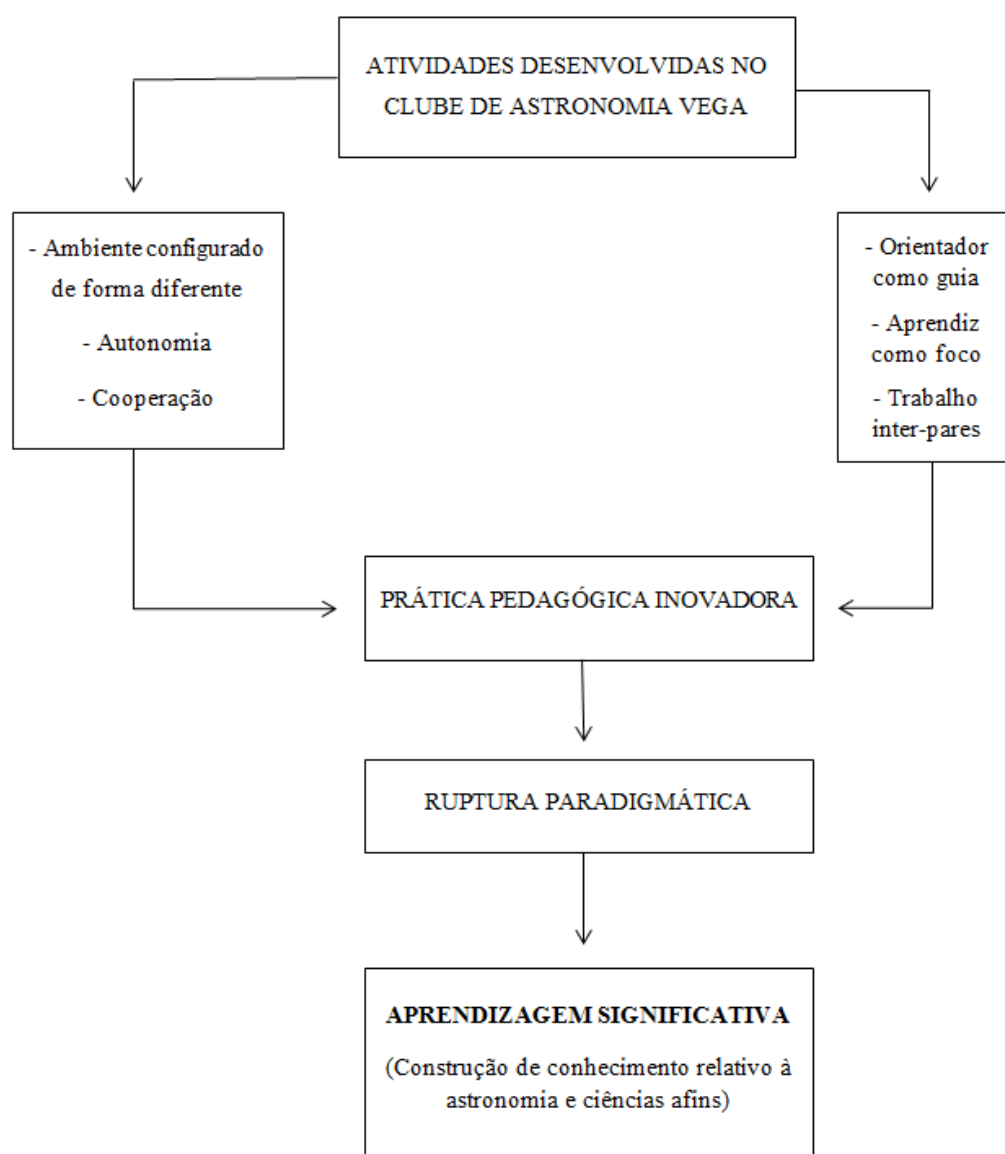 ATIVIDADES DESENVOLVIDAS NO
CLUBE DE ASTRONOMIA VEGA
- Ambiente configurado
de forma diferente
- Autonomia
- Cooperação
- Orientador
como guia
- Aprendiz
como foco
- Trabalho
inter-pares
PRÁTICA PEDAGÓGICA INOVADORA
RUPTURA PARADIGMÁTICA
APRENDIZAGEM SIGNIFICATIVA
(Construção de conhecimento relativo à
astronomia e ciências afins)